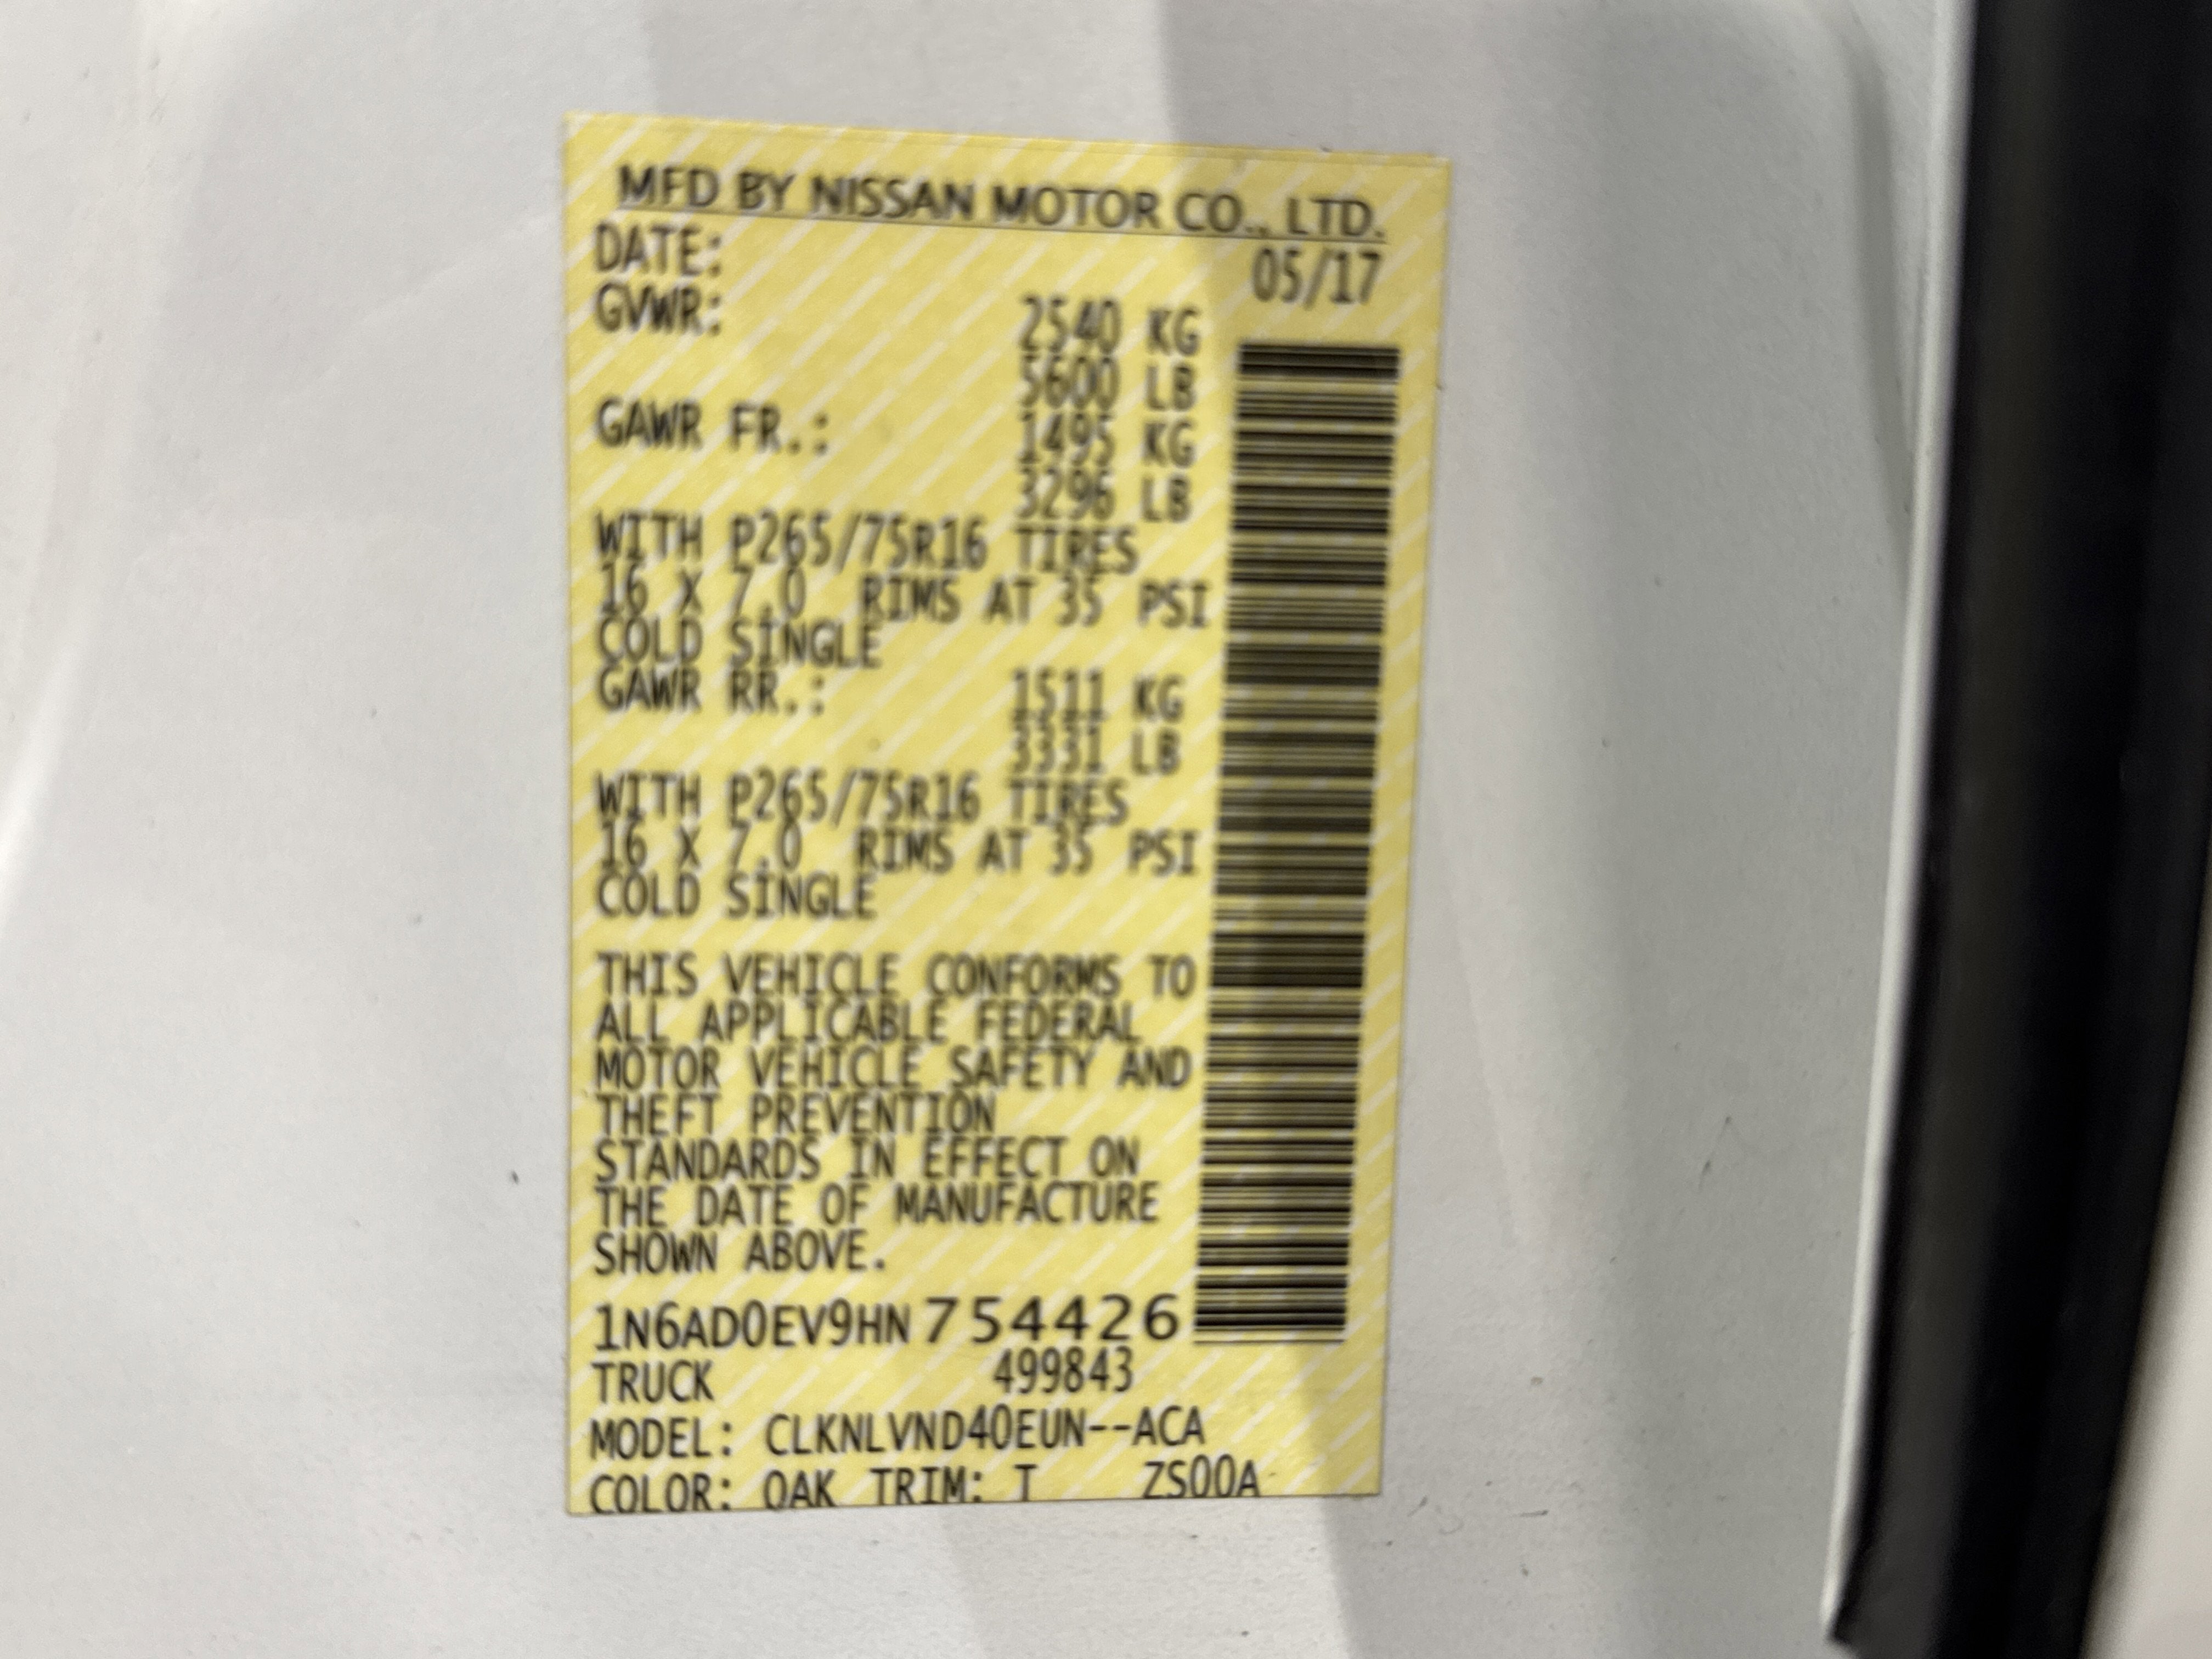 MFD BY NISSAN MOTOR CO., LTD.
DATE: 05/17
GVWR: 2540 KG
5600 LB
GAWR FR.: 1495 KG
3296 LB
WITH P265/75R16 TIRES
16 X 7.0 RIMS AT 35 PSI
COLD SINGLE
GAWR RR.: 1511 KG
3331 LB
WITH P265/75R16 TIRES
16 X 7.0 RIMS AT 35 PSI
COLD SINGLE
THIS VEHICLE CONFORMS TO
ALL APPLICABLE FEDERAL
MOTOR VEHICLE SAFETY AND
THEFT PREVENTION
STANDARDS IN EFFECT ON
THE DATE OF MANUFACTURE
SHOWN ABOVE.
1N6AD0EV9HN754426
TRUCK 499843
MODEL: CLKNLVND40EUN--ACA
COLOR: QAK TRIM: T ZS00A